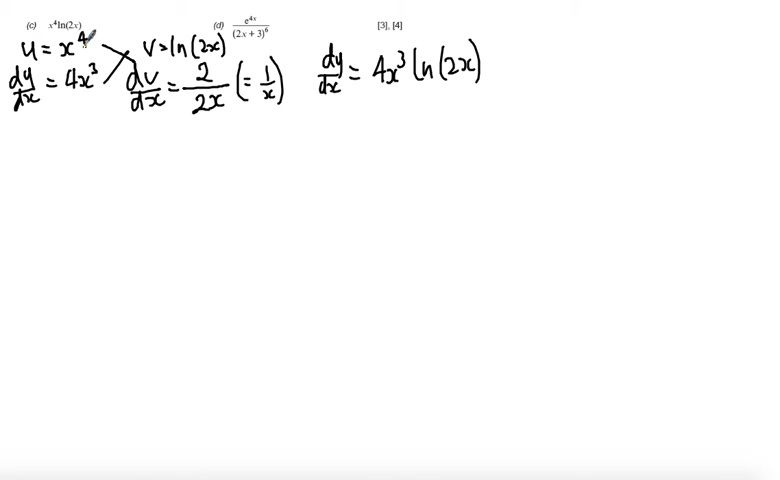 (c) x⁴ln(2x) (d) e⁴ˣ/(2x + 3)⁶ [3], [4]
u = x⁴ v = ln(2x)
dy/dx = 4x³ dv/dx = 2/2x (= 1/x) dy/dx = 4x³ ln(2x)